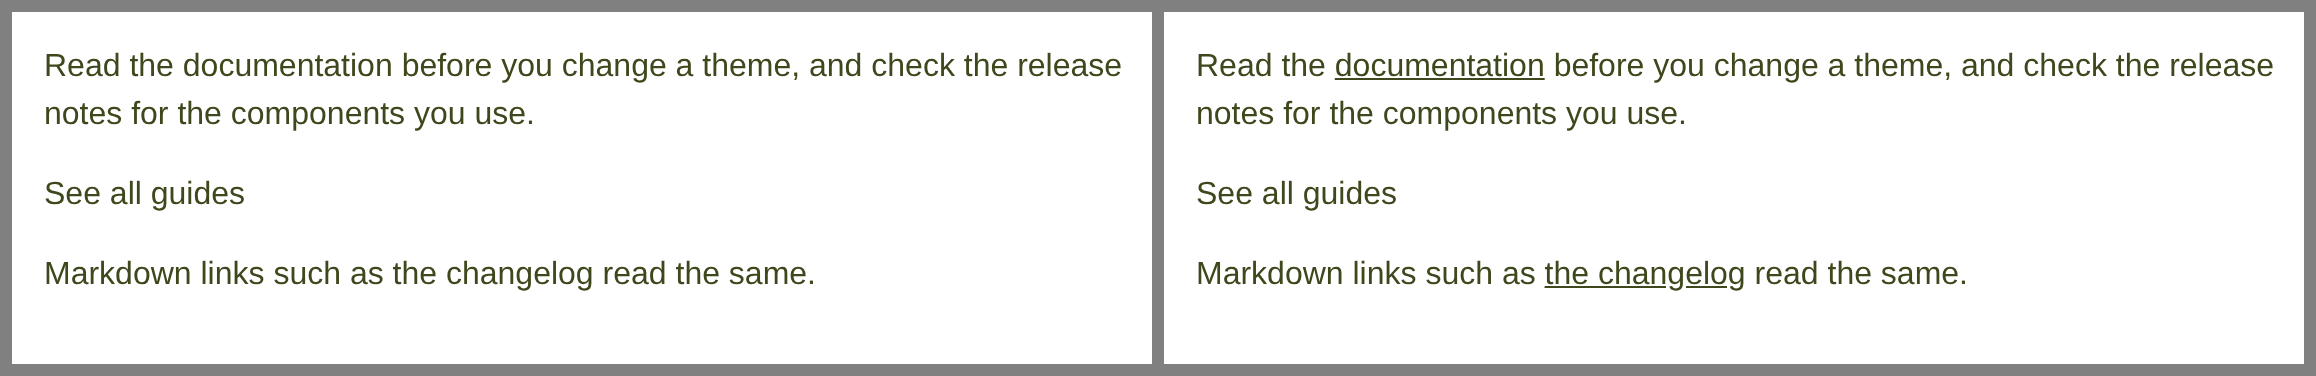 Read the documentation before you change a theme, and check the release
notes for the components you use.
See all guides
Markdown links such as the changelog read the same.
Read the documentation before you change a theme, and check the release
notes for the components you use.
See all guides
Markdown links such as the changelog read the same.